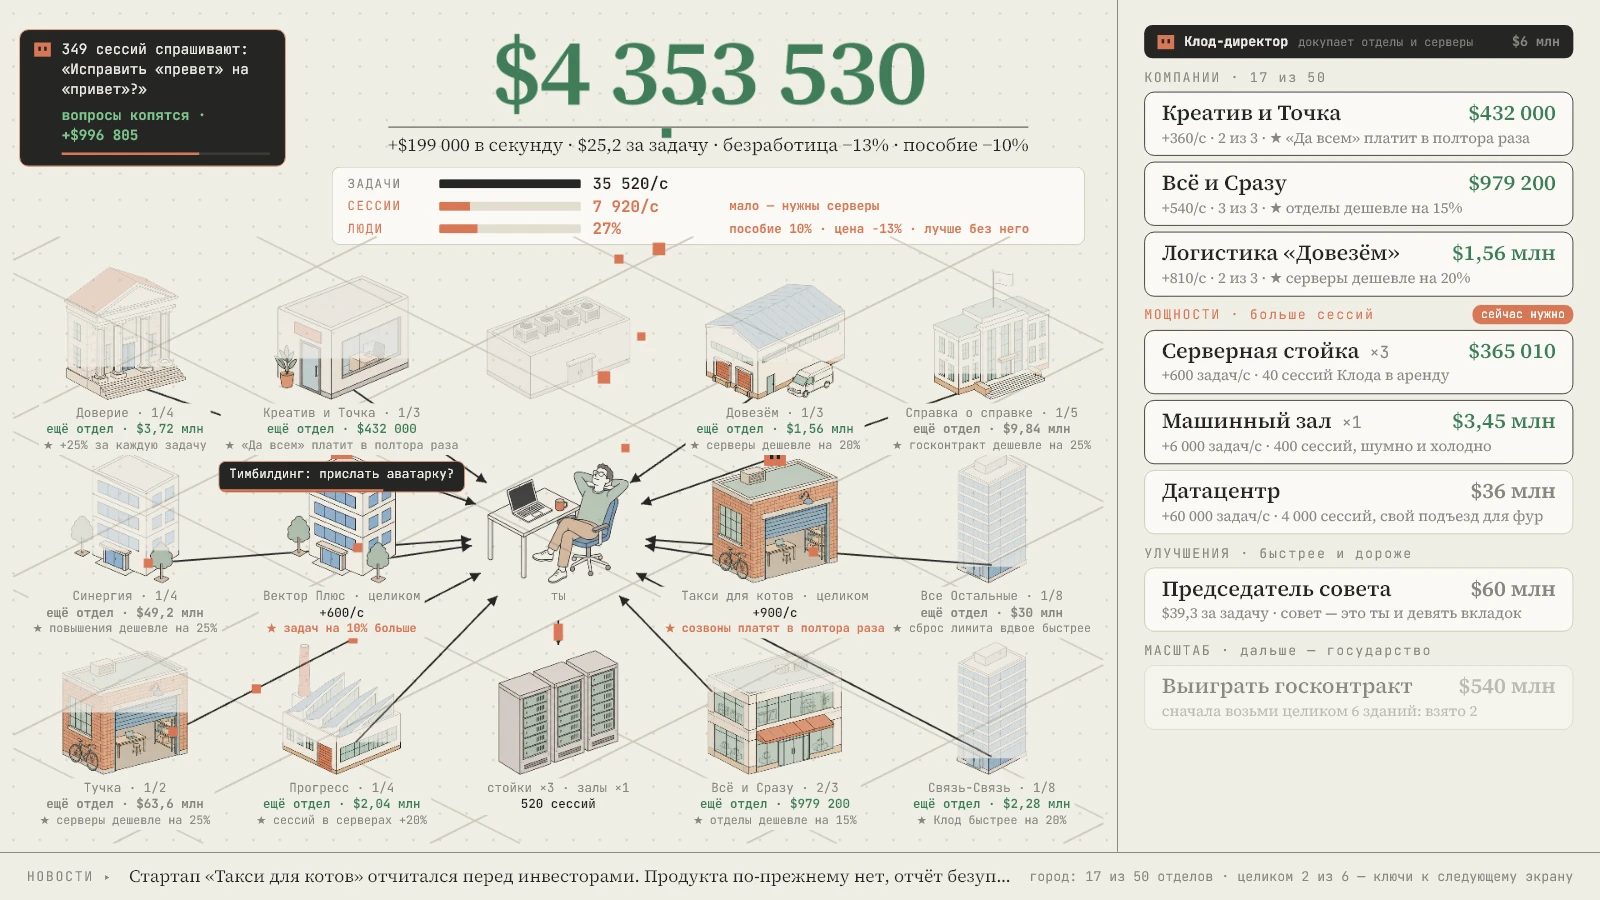 349 сессий спрашивают:
«Исправить «превет» на
«привет»?»
вопросы копятся ·
+$996 805
$4 353 530
+$199 000 в секунду · $25,2 за задачу · безработица −13% · пособие −10%
ЗАДАЧИ 35 520/с
СЕССИИ 7 920/с мало — нужны серверы
ЛЮДИ 27% пособие 10% · цена -13% · лучше без него
Доверие · 1/4
ещё отдел · $3,72 млн
★ +25% за каждую задачу
Креатив и Точка · 1/3
ещё отдел · $432 000
★ «Да всем» платит в полтора раза
Довезём · 1/3
ещё отдел · $1,56 млн
★ серверы дешевле на 20%
Справка о справке · 1/5
ещё отдел · $9,84 млн
★ госконтракт дешевле на 25%
Тимбилдинг: прислать аватарку?
Синергия · 1/4
ещё отдел · $49,2 млн
★ повышения дешевле на 25%
Вектор Плюс · целиком
+600/с
★ задач на 10% больше
ты
Такси для котов · целиком
+900/с
★ созвоны платят в полтора раза
Все Остальные · 1/8
ещё отдел · $30 млн
★ сброс лимита вдвое быстрее
Тучка · 1/2
ещё отдел · $63,6 млн
★ серверы дешевле на 25%
Прогресс · 1/4
ещё отдел · $2,04 млн
★ сессий в серверах +20%
стойки ×3 · залы ×1
520 сессий
Всё и Сразу · 2/3
ещё отдел · $979 200
★ отделы дешевле на 15%
Связь-Связь · 1/8
ещё отдел · $2,28 млн
★ Клод быстрее на 20%
Клод-директор докупает отделы и серверы $6 млн
КОМПАНИИ · 17 из 50
Креатив и Точка $432 000
+360/с · 2 из 3 · ★ «Да всем» платит в полтора раза
Всё и Сразу $979 200
+540/с · 3 из 3 · ★ отделы дешевле на 15%
Логистика «Довезём» $1,56 млн
+810/с · 2 из 3 · ★ серверы дешевле на 20%
МОЩНОСТИ · больше сессий сейчас нужно
Серверная стойка ×3 $365 010
+600 задач/с · 40 сессий Клода в аренду
Машинный зал ×1 $3,45 млн
+6 000 задач/с · 400 сессий, шумно и холодно
Датацентр $36 млн
+60 000 задач/с · 4 000 сессий, свой подъезд для фур
УЛУЧШЕНИЯ · быстрее и дороже
Председатель совета $60 млн
$39,3 за задачу · совет — это ты и девять вкладок
МАСШТАБ · дальше — государство
Выиграть госконтракт $540 млн
сначала возьми целиком 6 зданий: взято 2
НОВОСТИ ▸ Стартап «Такси для котов» отчитался перед инвесторами. Продукта по-прежнему нет, отчёт безуп...
город: 17 из 50 отделов · целиком 2 из 6 — ключи к следующему экрану